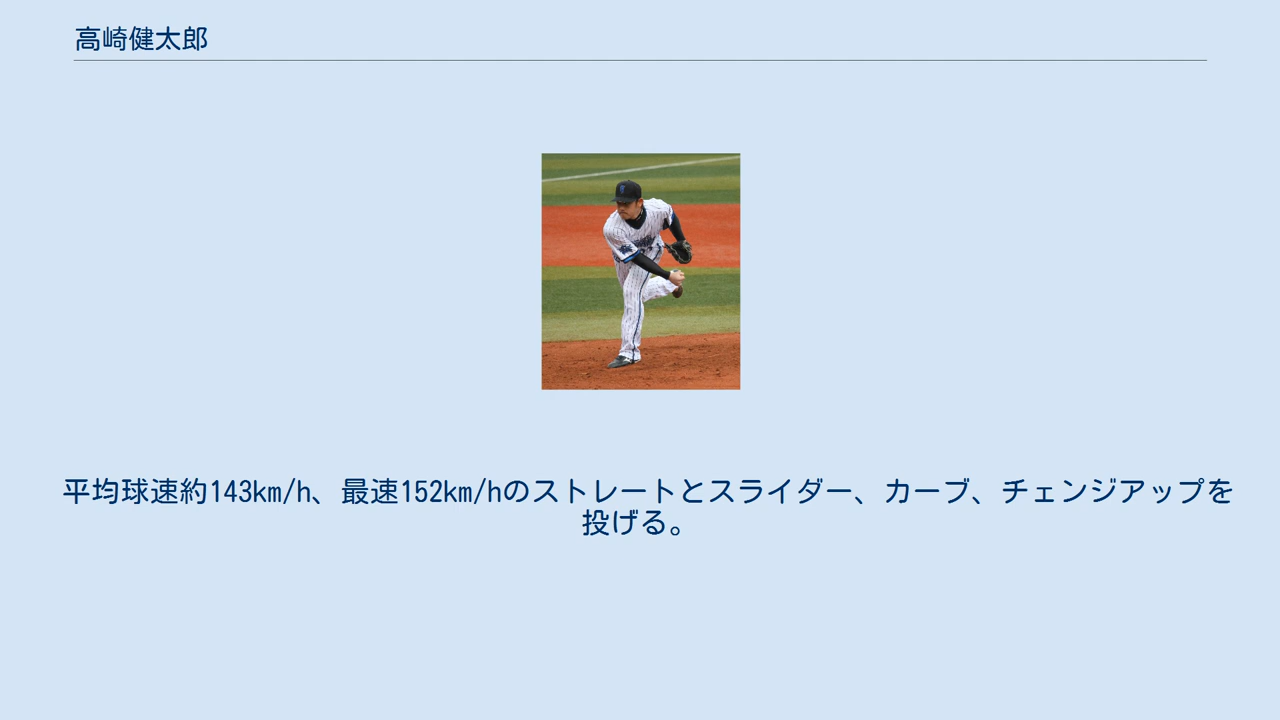 高崎健太郎
平均球速約143km/h、最速152km/hのストレートとスライダー、カーブ、チェンジアップを
投げる。